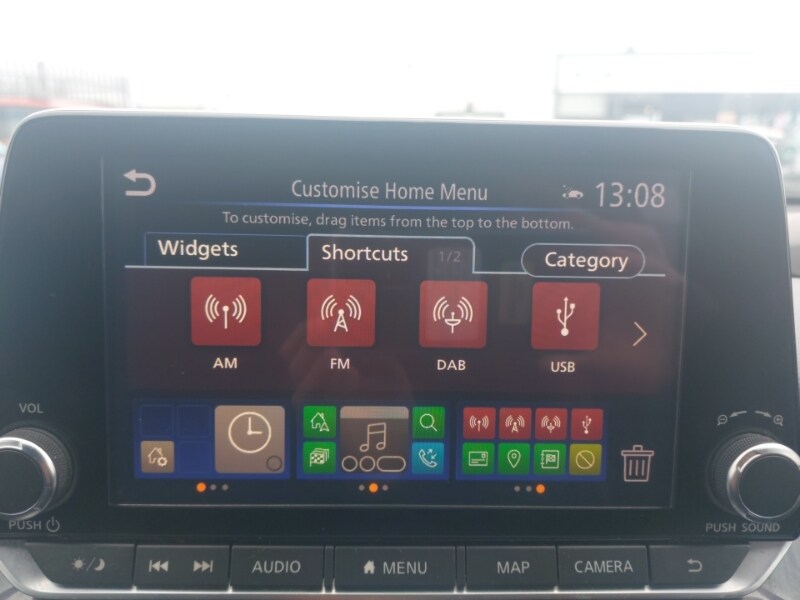 Customise Home Menu 13:08
To customise, drag items from the top to the bottom.
Widgets Shortcuts 1/2 Category
AM FM DAB USB
VOL
PUSH
PUSH SOUND
AUDIO MENU MAP CAMERA